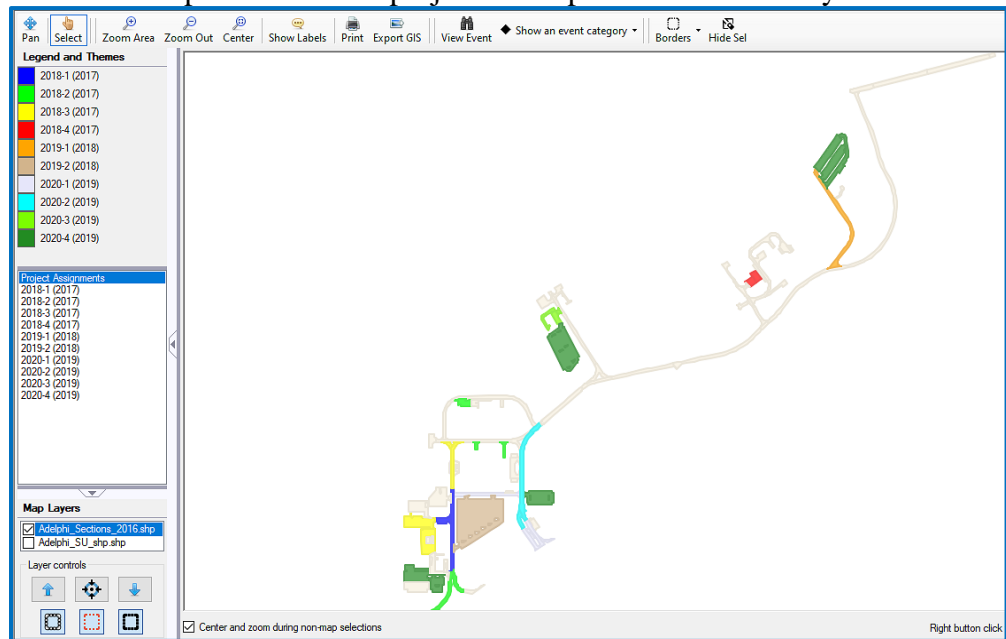 Pan Select Zoom Area Zoom Out Center Show Labels Print Export GIS View Event Show an event category Borders Hide Sel
Legend and Themes
2018-1 (2017)
2018-2 (2017)
2018-3 (2017)
2018-4 (2017)
2019-1 (2018)
2019-2 (2018)
2020-1 (2019)
2020-2 (2019)
2020-3 (2019)
2020-4 (2019)
Project Assignments
2018-1 (2017)
2018-2 (2017)
2018-3 (2017)
2018-4 (2017)
2019-1 (2018)
2019-2 (2018)
2020-1 (2019)
2020-2 (2019)
2020-3 (2019)
2020-4 (2019)
Map Layers
Adelphi_Sections_2016.shp
Adelphi_SU_shp.shp
Layer controls
Center and zoom during non-map selections
Right button click